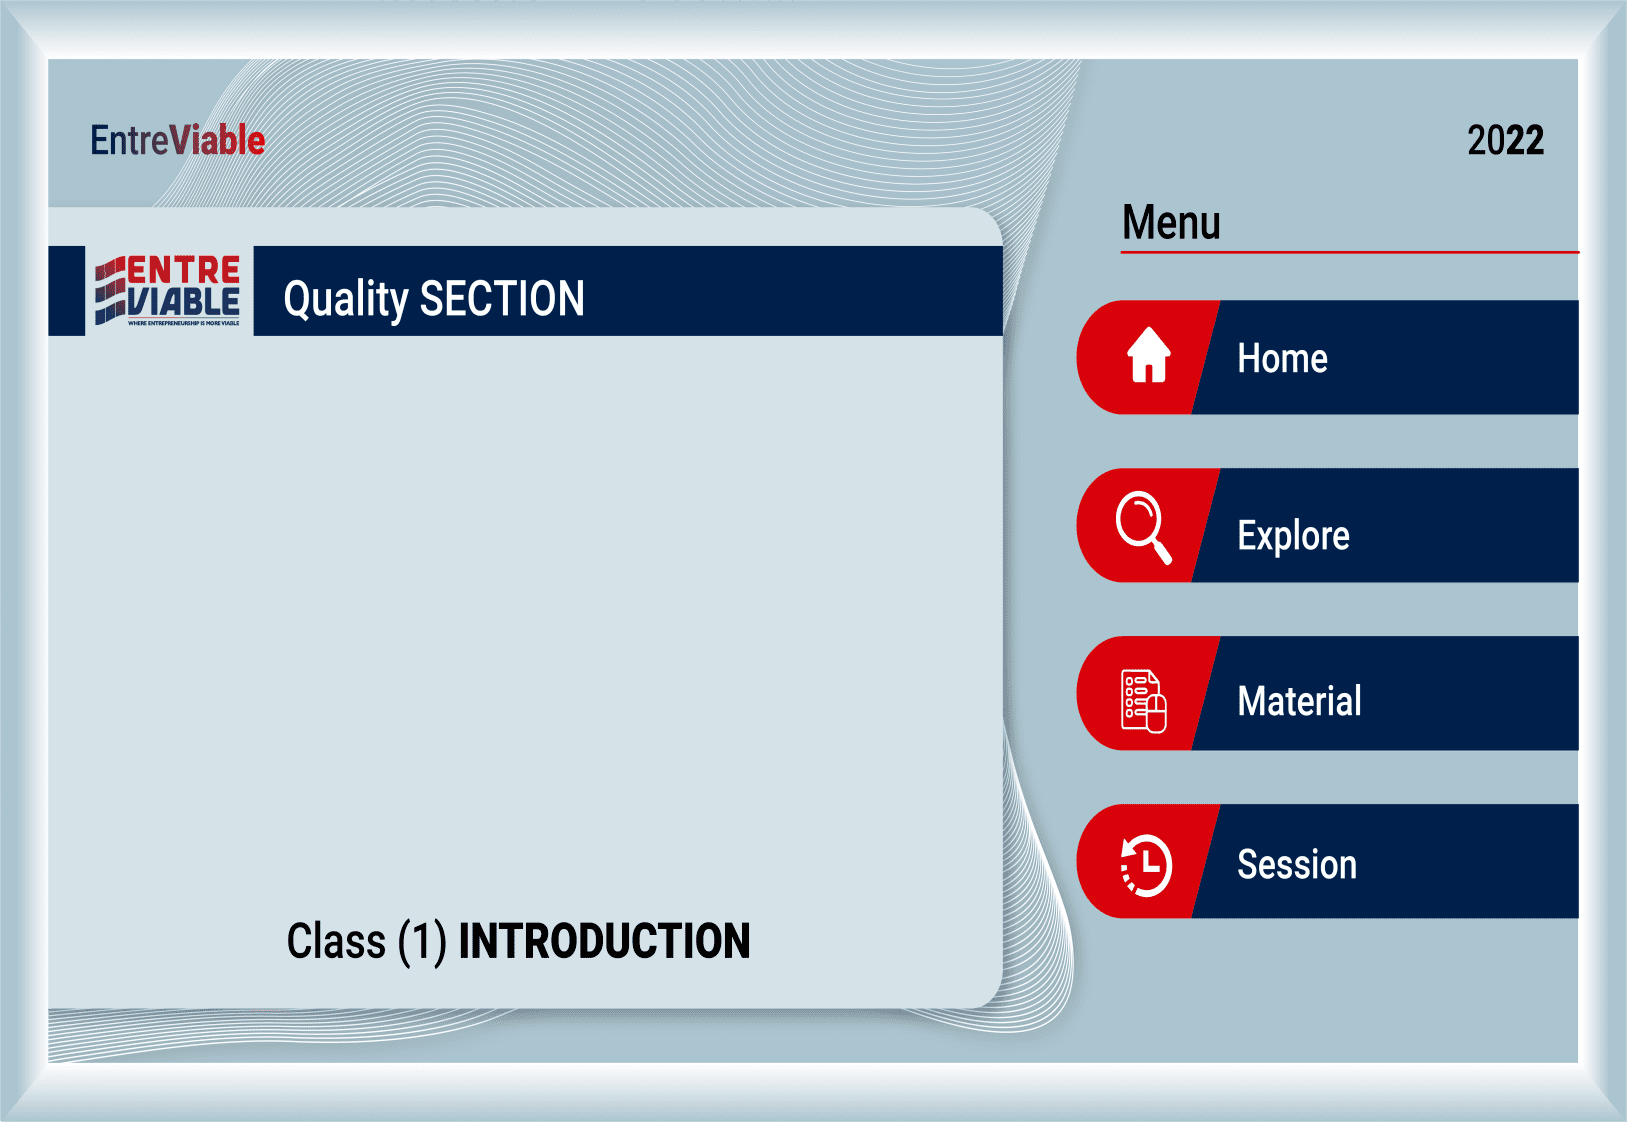 EntreViable
2022
Menu
ENTRE
VIABLE
WHERE ENTREPRENEURSHIP IS MORE VIABLE
Quality SECTION
Home
Explore
Material
Session
Class (1) INTRODUCTION